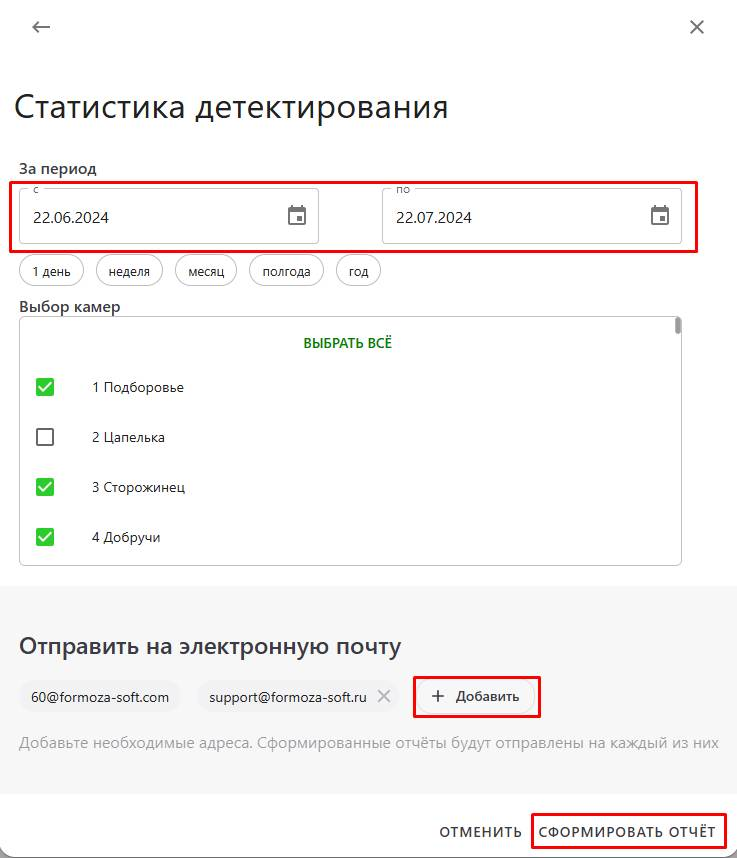 Статистика детектирования
За период
с
по
22.06.2024
22.07.2024
1 день
неделя
месяц
полгода
год
Выбор камер
ВЫБРАТЬ ВСЁ
1 Подборовье
2 Цапелька
3 Сторожинец
4 Добручи
Отправить на электронную почту
60@formoza-soft.com
support@formoza-soft.ru
Добавить
Добавьте необходимые адреса. Сформированные отчёты будут отправлены на каждый из них
ОТМЕНИТЬ
СФОРМИРОВАТЬ ОТЧЁТ